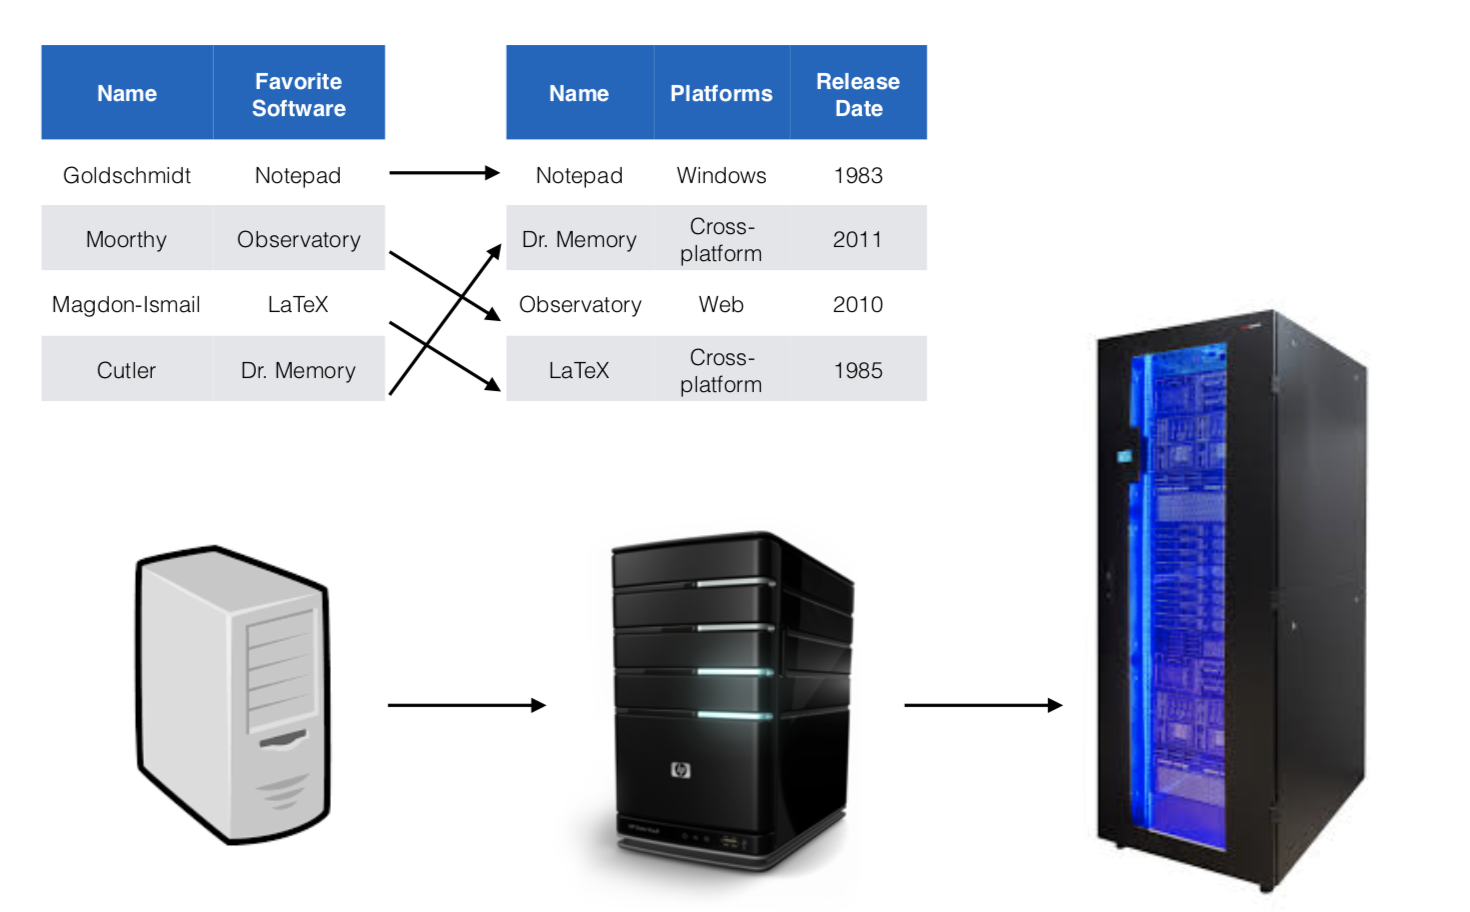 Name
Favorite
Software
Goldschmidt
Notepad
Moorthy
Observatory
Magdon-Ismail
LaTeX
Cutler
Dr. Memory
Name
Platforms
Release
Date
Notepad
Windows
1983
Dr. Memory
Cross-
platform
2011
Observatory
Web
2010
LaTeX
Cross-
platform
1985
hp